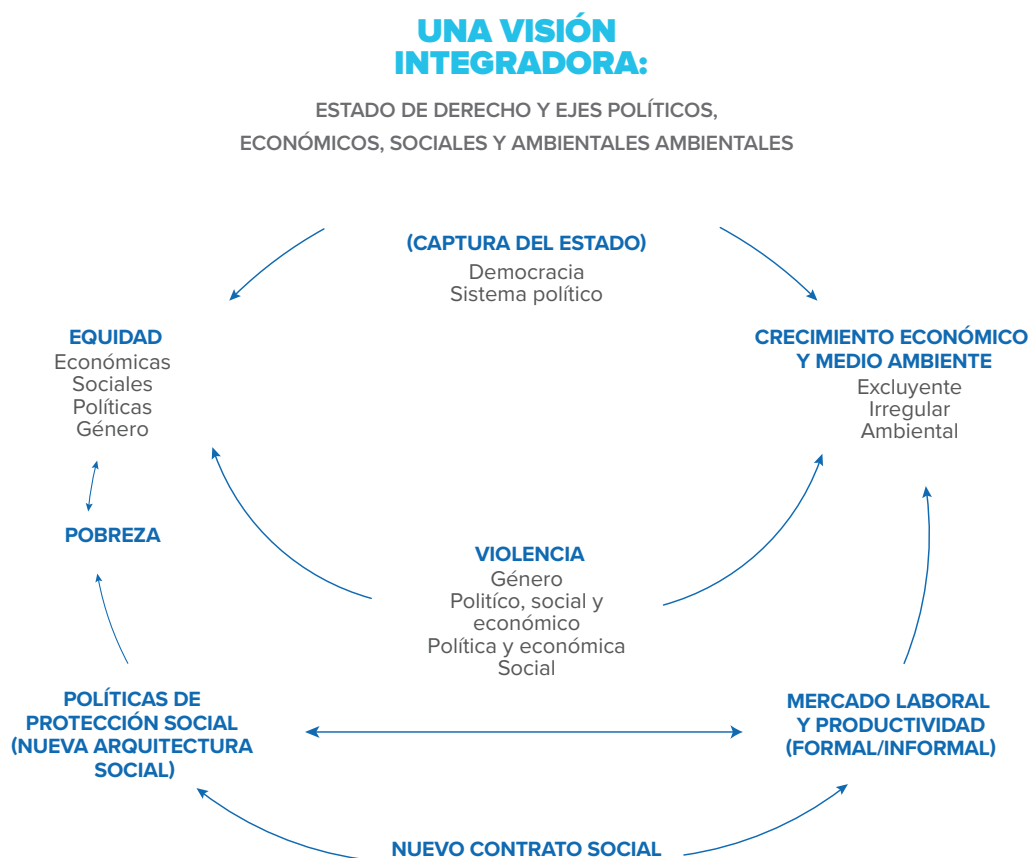 UNA VISIÓN
INTEGRADORA:
ESTADO DE DERECHO Y EJES POLÍTICOS,
ECONÓMICOS, SOCIALES Y AMBIENTALES AMBIENTALES
(CAPTURA DEL ESTADO)
Democracia
Sistema político
EQUIDAD
Económicas
Sociales
Políticas
Género
CRECIMIENTO ECONÓMICO
Y MEDIO AMBIENTE
Excluyente
Irregular
Ambiental
POBREZA
VIOLENCIA
Género
Politíco, social y
económico
Política y económica
Social
POLÍTICAS DE
PROTECCIÓN SOCIAL
(NUEVA ARQUITECTURA
SOCIAL)
MERCADO LABORAL
Y PRODUCTIVIDAD
(FORMAL/INFORMAL)
NUEVO CONTRATO SOCIAL